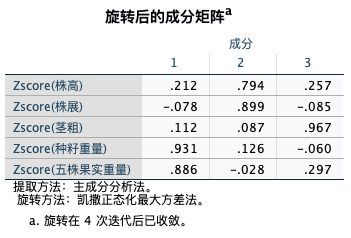 旋转后的成分矩阵a
成分
1 2 3
Zscore(株高) .212 .794 .257
Zscore(株展) -.078 .899 -.085
Zscore(茎粗) .112 .087 .967
Zscore(种籽重量) .931 .126 -.060
Zscore(五株果实重量) .886 -.028 .297
提取方法：主成分分析法。
旋转方法：凯撒正态化最大方差法。
a. 旋转在 4 次迭代后已收敛。